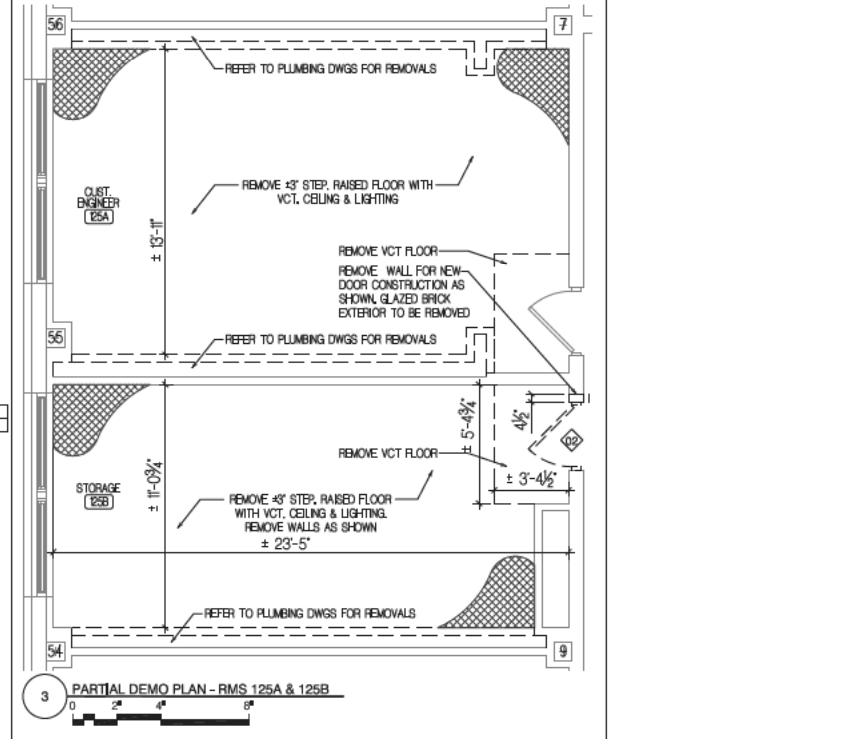 56
7
REFER TO PLUMBING DWGS FOR REMOVALS
REMOVE ±3" STEP, RAISED FLOOR WITH
VCT, CEILING & LIGHTING
CUST.
ENGINEER
125A
± 13'-11"
REMOVE VCT FLOOR
REMOVE WALL FOR NEW
DOOR CONSTRUCTION AS
SHOWN, GLAZED BRICK
EXTERIOR TO BE REMOVED
55
REFER TO PLUMBING DWGS FOR REMOVALS
± 5'-4¾"
4½"
02
REMOVE VCT FLOOR
± 3'-4½"
± 11'-0¾"
STORAGE
125B
REMOVE ±3" STEP, RAISED FLOOR
WITH VCT, CEILING & LIGHTING.
REMOVE WALLS AS SHOWN
± 23'-5"
REFER TO PLUMBING DWGS FOR REMOVALS
54
9
3
PARTIAL DEMO PLAN - RMS 125A & 125B
0 2' 4' 8'